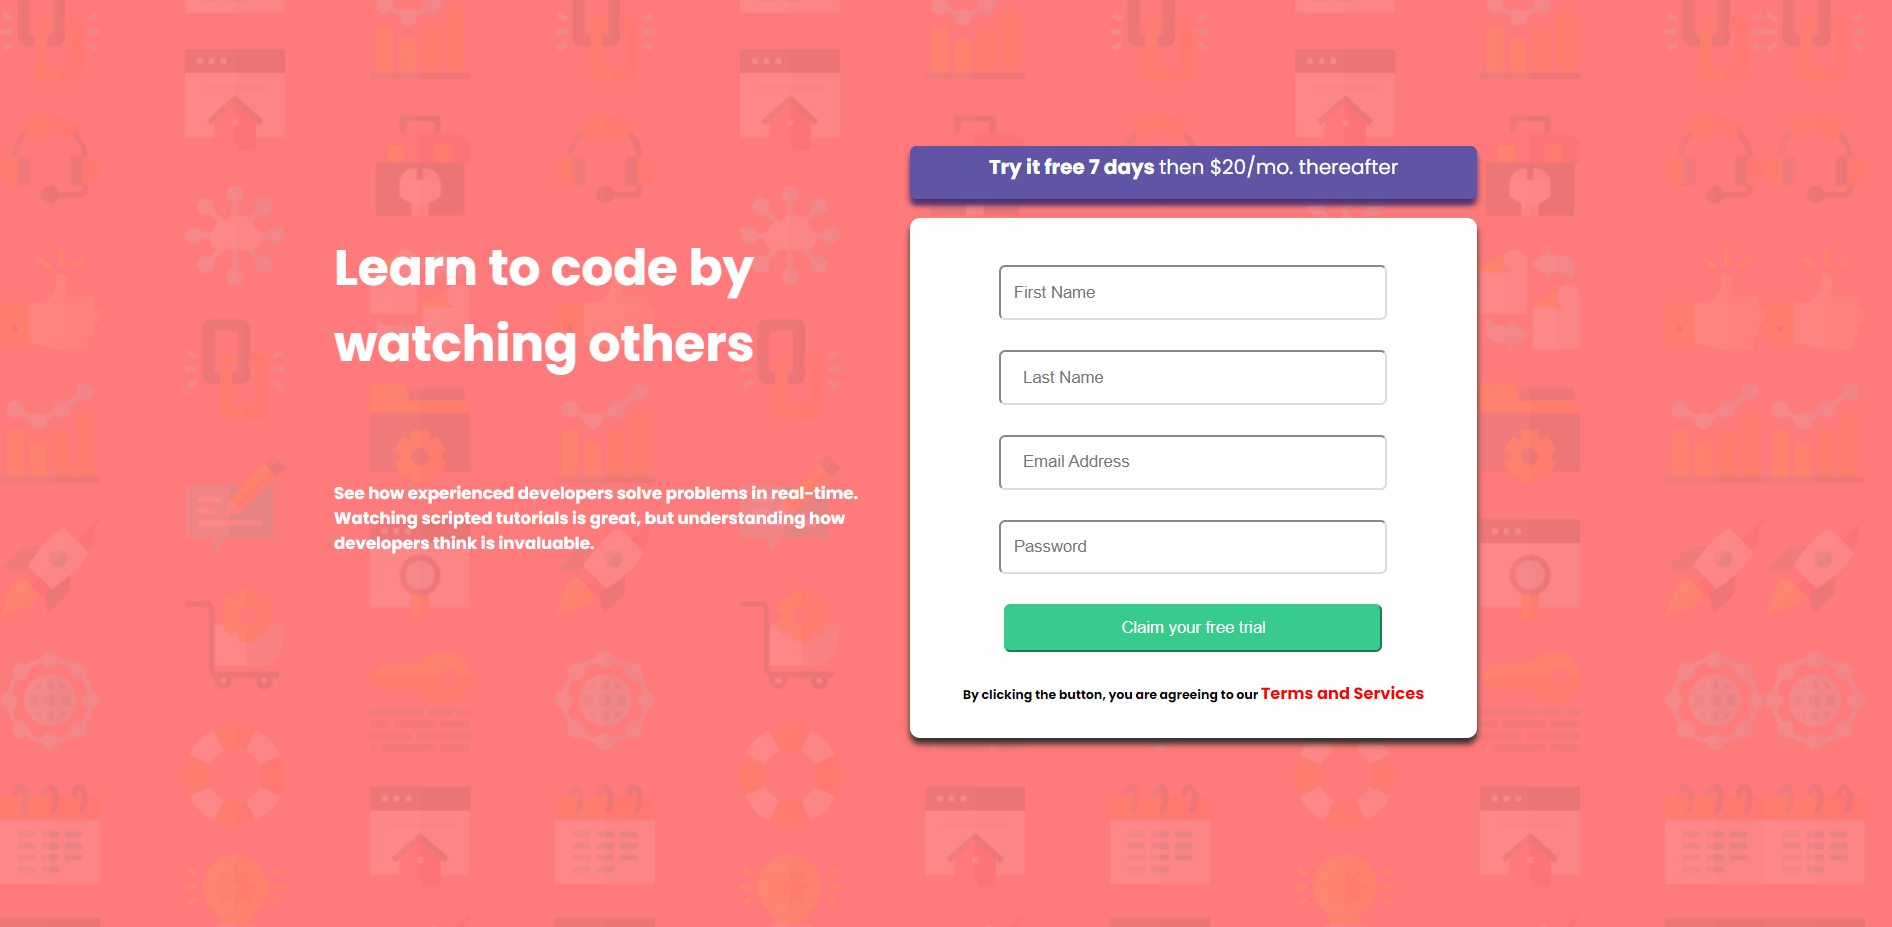 Learn to code by
watching others
See how experienced developers solve problems in real-time.
Watching scripted tutorials is great, but understanding how
developers think is invaluable.
Try it free 7 days then $20/mo. thereafter
First Name
Last Name
Email Address
Password
Claim your free trial
By clicking the button, you are agreeing to our Terms and Services